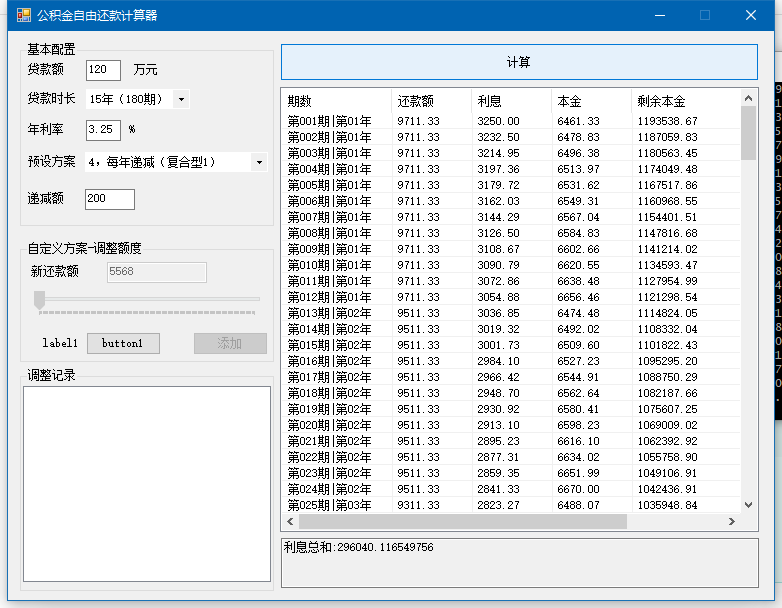 公积金自由还款计算器
基本配置
贷款额 120 万元
贷款时长 15年（180期）
年利率 3.25 %
预设方案 4，每年递减（复合型1）
递减额 200
自定义方案-调整额度
新还款额 5568
label1 button1 添加
调整记录
计算
期数 还款额 利息 本金 剩余本金
第001期|第01年 9711.33 3250.00 6461.33 1193538.67
第002期|第01年 9711.33 3232.50 6478.83 1187059.83
第003期|第01年 9711.33 3214.95 6496.38 1180563.45
第004期|第01年 9711.33 3197.36 6513.97 1174049.48
第005期|第01年 9711.33 3179.72 6531.62 1167517.86
第006期|第01年 9711.33 3162.03 6549.31 1160968.55
第007期|第01年 9711.33 3144.29 6567.04 1154401.51
第008期|第01年 9711.33 3126.50 6584.83 1147816.68
第009期|第01年 9711.33 3108.67 6602.66 1141214.02
第010期|第01年 9711.33 3090.79 6620.55 1134593.47
第011期|第01年 9711.33 3072.86 6638.48 1127954.99
第012期|第01年 9711.33 3054.88 6656.46 1121298.54
第013期|第02年 9511.33 3036.85 6474.48 1114824.05
第014期|第02年 9511.33 3019.32 6492.02 1108332.04
第015期|第02年 9511.33 3001.73 6509.60 1101822.43
第016期|第02年 9511.33 2984.10 6527.23 1095295.20
第017期|第02年 9511.33 2966.42 6544.91 1088750.29
第018期|第02年 9511.33 2948.70 6562.64 1082187.66
第019期|第02年 9511.33 2930.92 6580.41 1075607.25
第020期|第02年 9511.33 2913.10 6598.23 1069009.02
第021期|第02年 9511.33 2895.23 6616.10 1062392.92
第022期|第02年 9511.33 2877.31 6634.02 1055758.90
第023期|第02年 9511.33 2859.35 6651.99 1049106.91
第024期|第02年 9511.33 2841.33 6670.00 1042436.91
第025期|第03年 9311.33 2823.27 6488.07 1035948.84
利息总和:296040.116549756